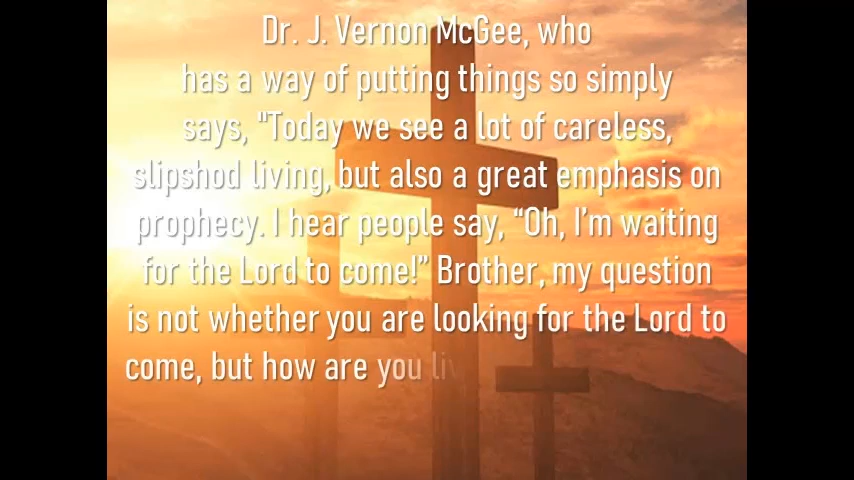 Dr. J. Vernon McGee, who
has a way of putting things so simply
says, "Today we see a lot of careless,
slipshod living, but also a great emphasis on
prophecy. I hear people say, “Oh, I’m waiting
for the Lord to come!” Brother, my question
is not whether you are looking for the Lord to
come, but how are you